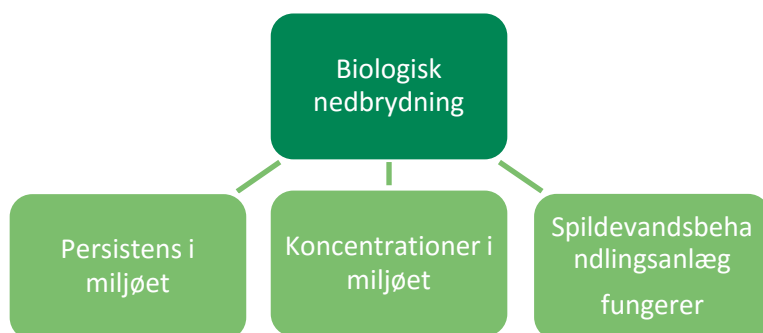 Biologisk
nedbrydning
Persistens i
miljøet
Koncentrationer i
miljøet
Spildevandsbeha
ndlingsanlæg
fungerer